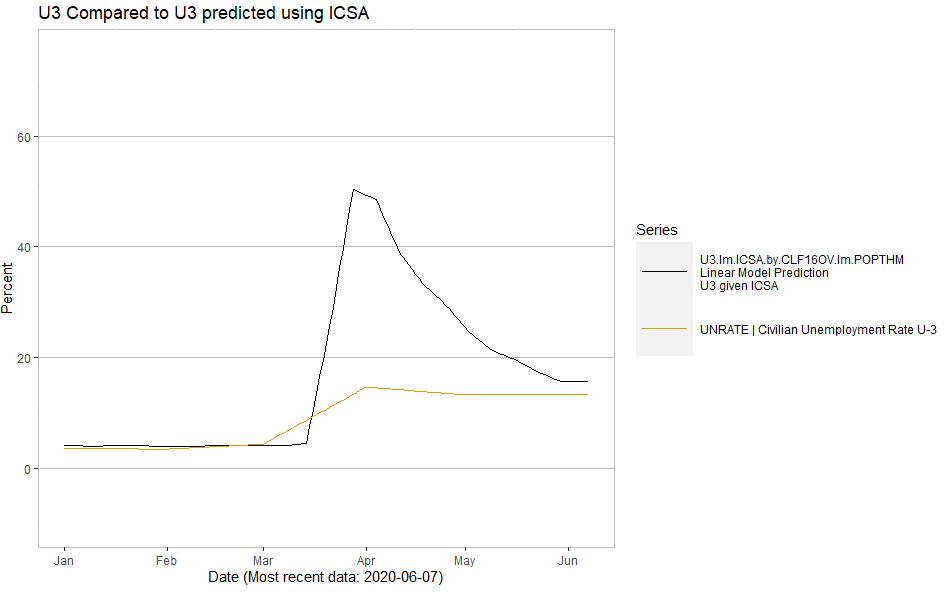 U3 Compared to U3 predicted using ICSA
Percent
60
40
20
0
Jan Feb Mar Apr May Jun
Date (Most recent data: 2020-06-07)
Series
U3.lm.ICSA.by.CLF16OV.lm.POPTHM
Linear Model Prediction
U3 given ICSA
UNRATE | Civilian Unemployment Rate U-3